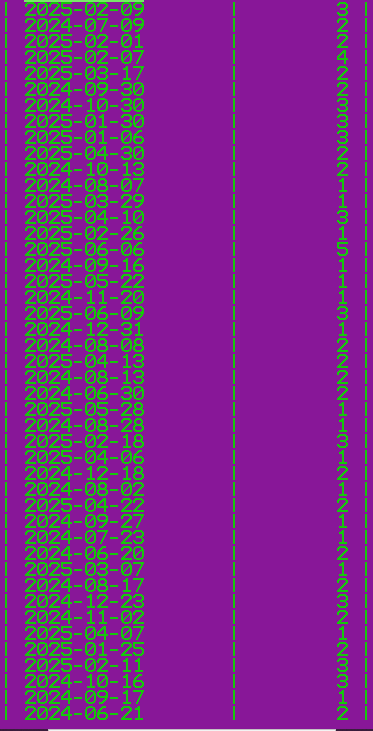 | 2025-02-09 | 3 |
| 2024-07-09 | 2 |
| 2025-02-01 | 2 |
| 2025-02-07 | 4 |
| 2025-03-17 | 2 |
| 2024-09-30 | 2 |
| 2024-10-30 | 3 |
| 2025-01-30 | 3 |
| 2025-01-06 | 3 |
| 2025-04-30 | 2 |
| 2024-10-13 | 2 |
| 2024-08-07 | 1 |
| 2025-03-29 | 1 |
| 2025-04-10 | 3 |
| 2025-02-26 | 1 |
| 2025-06-06 | 5 |
| 2024-09-16 | 1 |
| 2025-05-22 | 1 |
| 2024-11-20 | 1 |
| 2025-06-09 | 3 |
| 2024-12-31 | 1 |
| 2024-08-08 | 2 |
| 2025-04-13 | 2 |
| 2024-08-13 | 2 |
| 2024-06-30 | 2 |
| 2025-05-28 | 1 |
| 2024-08-28 | 1 |
| 2025-02-18 | 3 |
| 2025-04-06 | 1 |
| 2024-12-18 | 2 |
| 2024-08-02 | 1 |
| 2025-04-22 | 2 |
| 2024-09-27 | 1 |
| 2024-07-23 | 1 |
| 2024-06-20 | 2 |
| 2025-03-07 | 1 |
| 2024-08-17 | 2 |
| 2024-12-23 | 3 |
| 2024-11-02 | 2 |
| 2025-04-07 | 1 |
| 2025-01-25 | 2 |
| 2025-02-11 | 3 |
| 2024-10-16 | 3 |
| 2024-09-17 | 1 |
| 2024-06-21 | 2 |